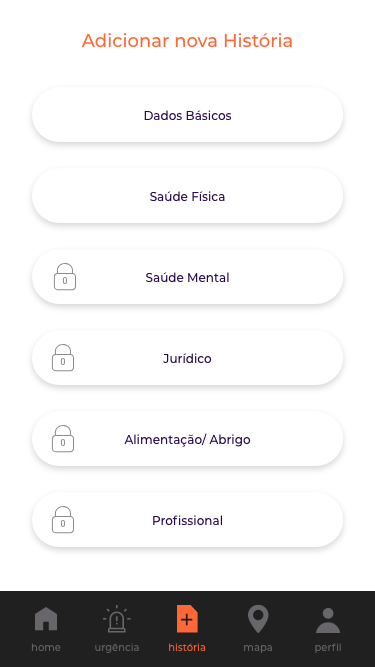 Adicionar nova História
Dados Básicos
Saúde Física
0
Saúde Mental
0
Jurídico
0
Alimentação/ Abrigo
0
Profissional
home
urgência
história
mapa
perfil